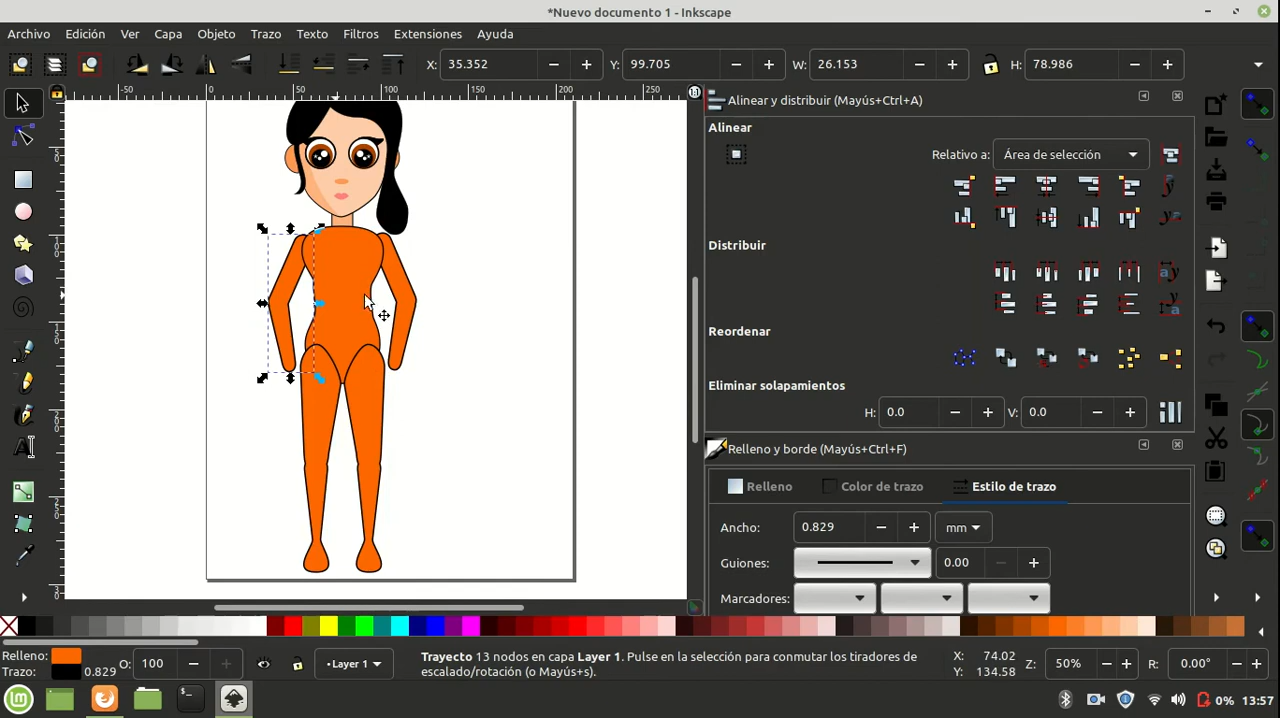 *Nuevo documento 1 - Inkscape
Archivo Edición Ver Capa Objeto Trazo Texto Filtros Extensiones Ayuda
X: 35.352 Y: 99.705 W: 26.153 H: 78.986
-50 0 50 100 150 200 250
Alinear y distribuir (Mayús+Ctrl+A)
Alinear
Relativo a: Área de selección
Distribuir
Reordenar
Eliminar solapamientos
H: 0.0 V: 0.0
Relleno y borde (Mayús+Ctrl+F)
Relleno Color de trazo Estilo de trazo
Ancho: 0.829 mm
Guiones: 0.00
Marcadores:
Relleno:
Trazo: 0.829 O: 100 •Layer 1
Trayecto 13 nodos en capa Layer 1. Pulse en la selección para conmutar los tiradores de
escalado/rotación (o Mayús+s).
X: 74.02
Y: 134.58
Z: 50% R: 0.00°
0% 13:57